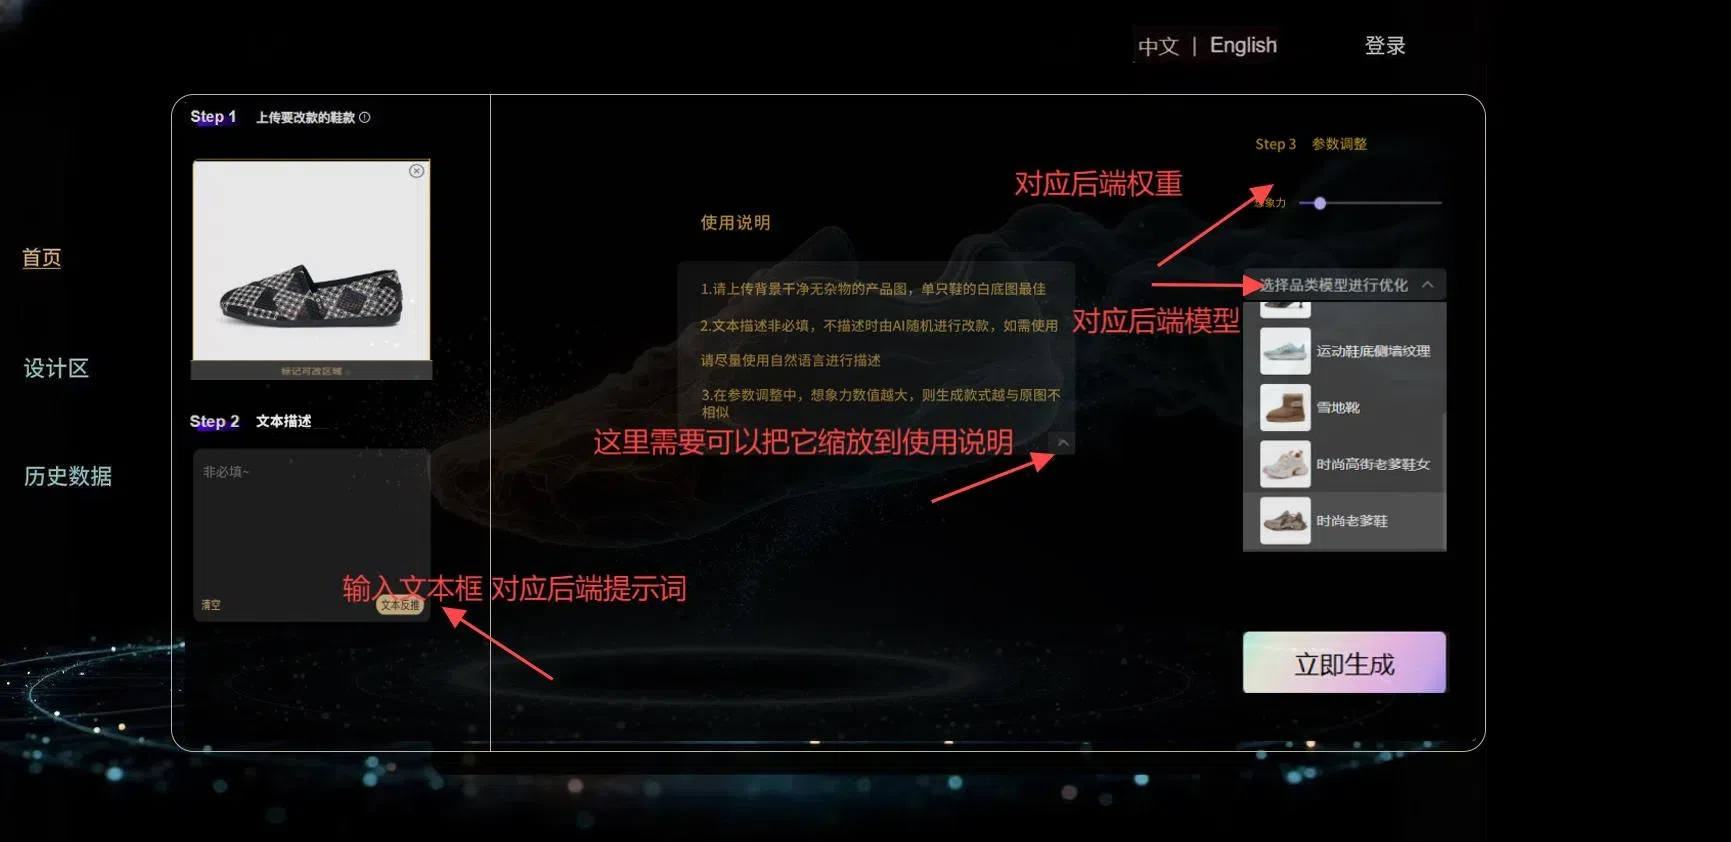 中文 | English
登录
首页
设计区
历史数据
Step 1 上传要改款的鞋款
标记可改区域
Step 2 文本描述
非必填~
清空
文本反推
输入文本框 对应后端提示词
使用说明
1.请上传背景干净无杂物的产品图，单只鞋的白底图最佳
2.文本描述非必填，不描述时由AI随机进行改款，如需使用
请尽量使用自然语言进行描述
3.在参数调整中，想象力数值越大，则生成款式越与原图不
相似
这里需要可以把它缩放到使用说明
Step 3 参数调整
对应后端权重
想象力
选择品类模型进行优化
对应后端模型
运动鞋底侧墙纹理
雪地靴
时尚高街老爹鞋女
时尚老爹鞋
立即生成